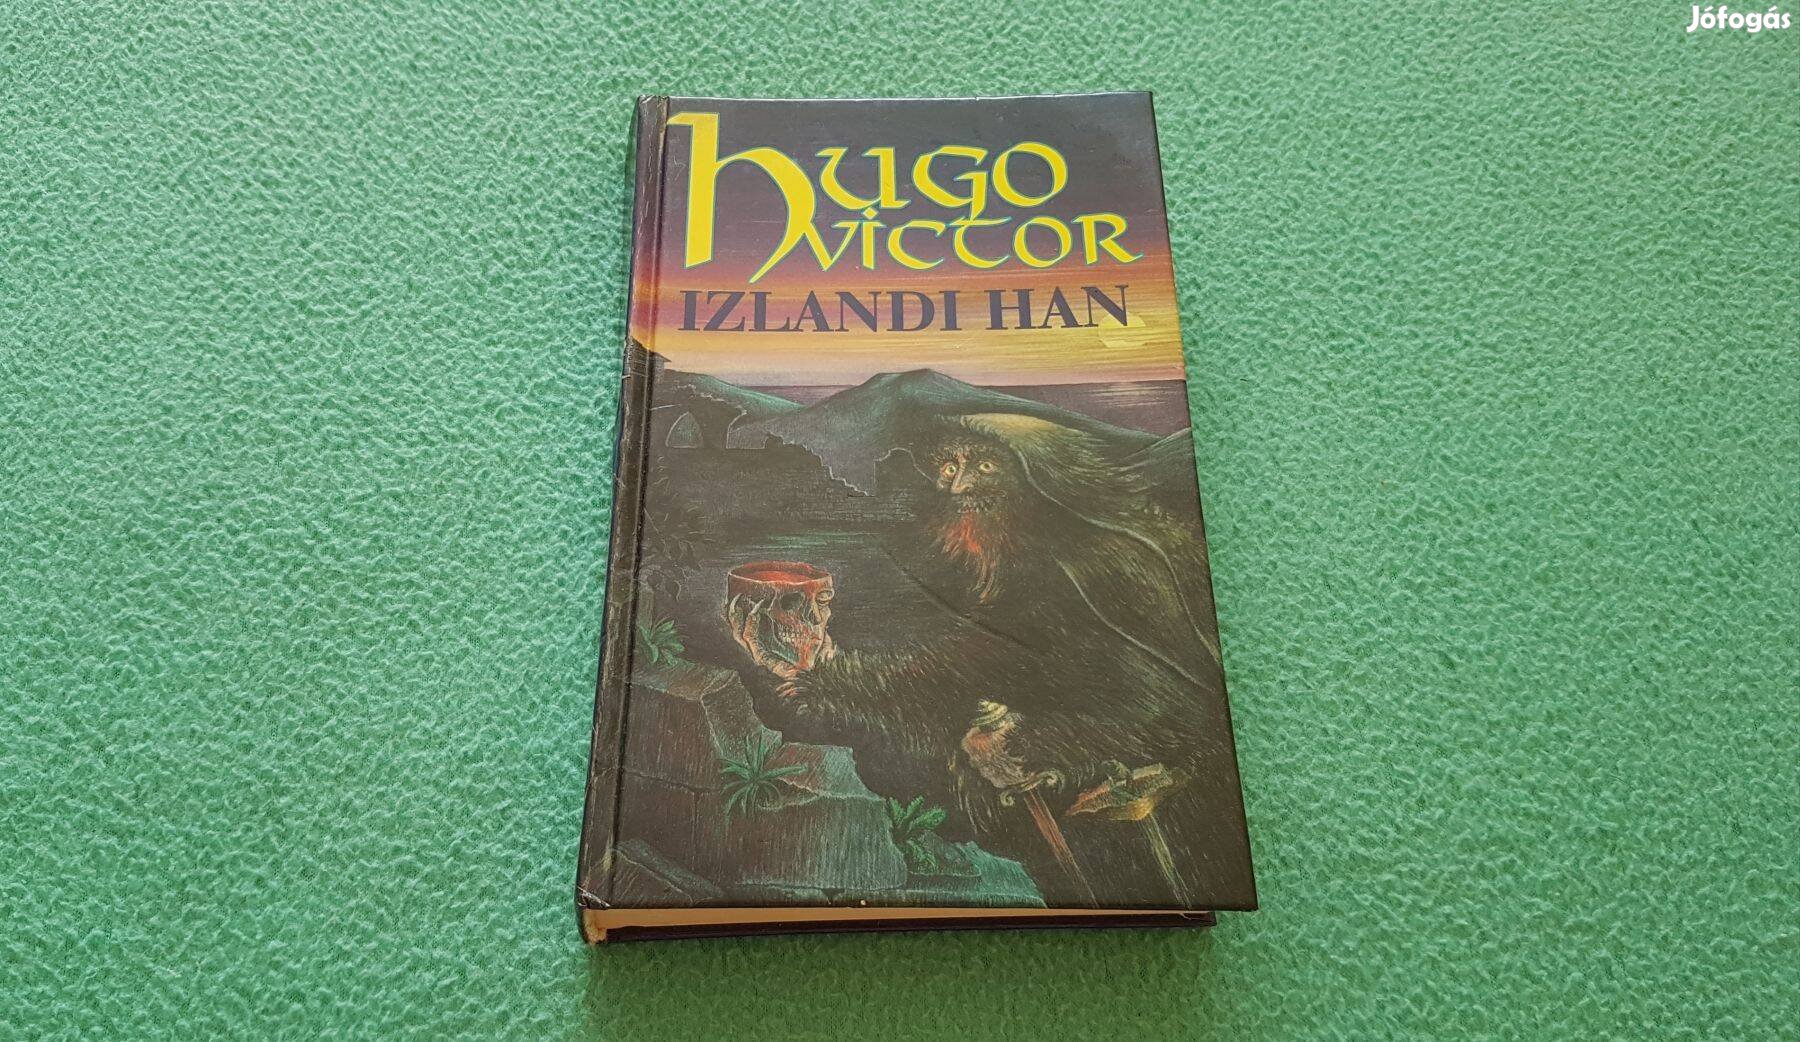 Jófogás
hugo
victor
IZLANDI HAN